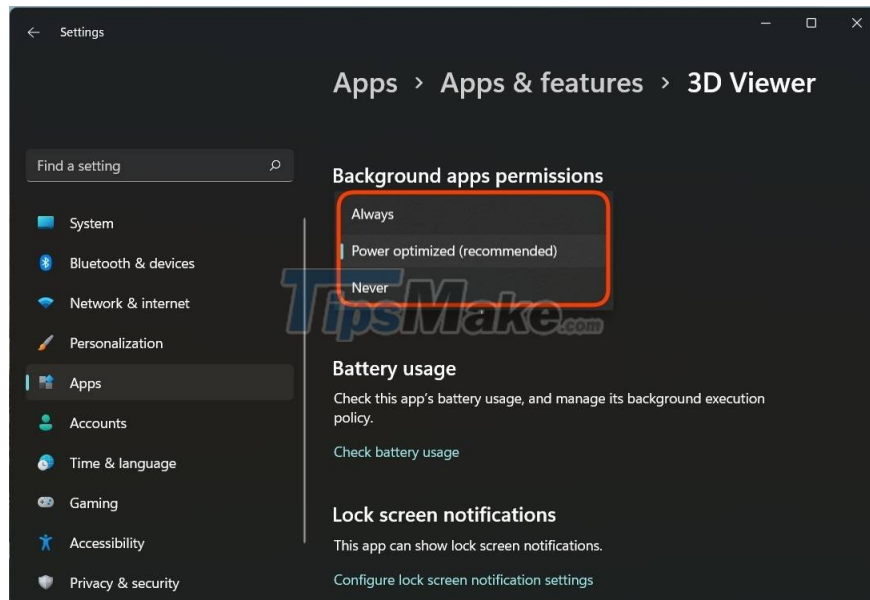 Settings
Apps > Apps & features > 3D Viewer
Find a setting
System
Bluetooth & devices
Network & internet
Personalization
Apps
Accounts
Time & language
Gaming
Accessibility
Privacy & security
Background apps permissions
Always
Power optimized (recommended)
Never
TipsMake.com
Battery usage
Check this app's battery usage, and manage its background execution
policy.
Check battery usage
Lock screen notifications
This app can show lock screen notifications.
Configure lock screen notification settings